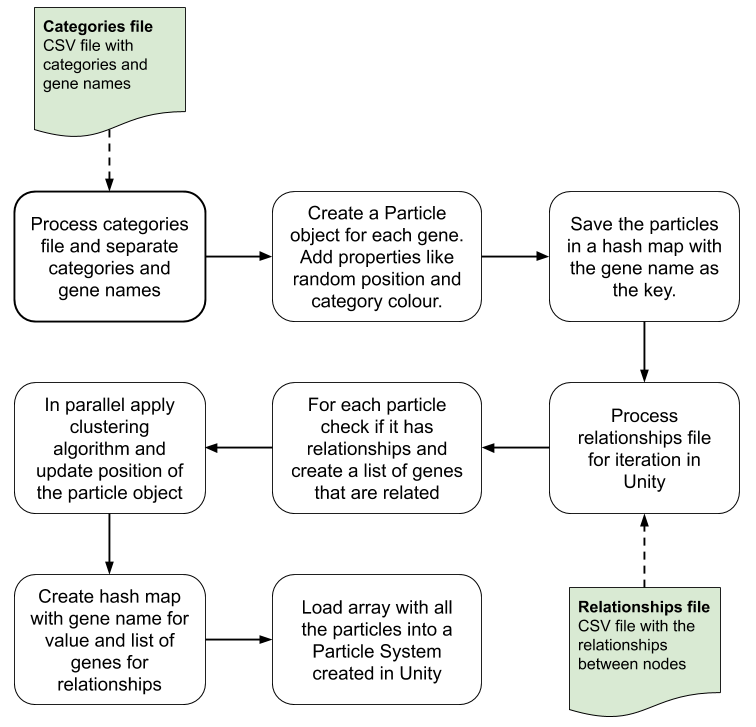 Categories file
CSV file with
categories and
gene names
Process categories
file and separate
categories and
gene names
Create a Particle
object for each gene.
Add properties like
random position and
category colour.
Save the particles
in a hash map with
the gene name as
the key.
In parallel apply
clustering
algorithm and
update position of
the particle object
For each particle
check if it has
relationships and
create a list of genes
that are related
Process
relationships file
for iteration in
Unity
Create hash map
with gene name for
value and list of
genes for
relationships
Load array with all
the particles into a
Particle System
created in Unity
Relationships file
CSV file with the
relationships
between nodes